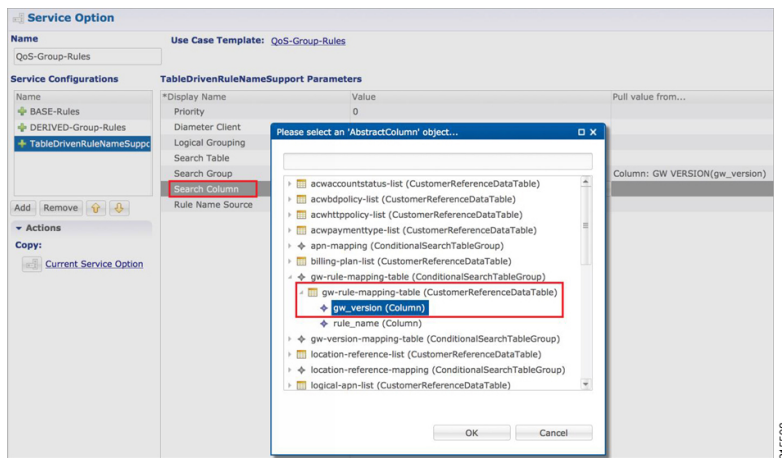 Service Option
Name
Use Case Template: QoS-Group-Rules
QoS-Group-Rules
Service Configurations
TableDrivenRuleNameSupport Parameters
Name
*Display Name Value Pull value from...
BASE-Rules
Priority 0
DERIVED-Group-Rules
Diameter Client
TableDrivenRuleNameSuppc
Logical Grouping
Search Table
Search Group Column: GW VERSION(gw_version)
Search Column
Rule Name Source
Add Remove
Actions
Copy:
Current Service Option
Please select an 'AbstractColumn' object...
acwaccountstatus-list (CustomerReferenceDataTable)
acwbdpolicy-list (CustomerReferenceDataTable)
acwhttppolicy-list (CustomerReferenceDataTable)
acwpaymenttype-list (CustomerReferenceDataTable)
apn-mapping (ConditionalSearchTableGroup)
billing-plan-list (CustomerReferenceDataTable)
gw-rule-mapping-table (ConditionalSearchTableGroup)
gw-rule-mapping-table (CustomerReferenceDataTable)
gw_version (Column)
rule_name (Column)
gw-version-mapping-table (ConditionalSearchTableGroup)
location-reference-list (CustomerReferenceDataTable)
location-reference-mapping (ConditionalSearchTableGroup)
logical-apn-list (CustomerReferenceDataTable)
OK Cancel